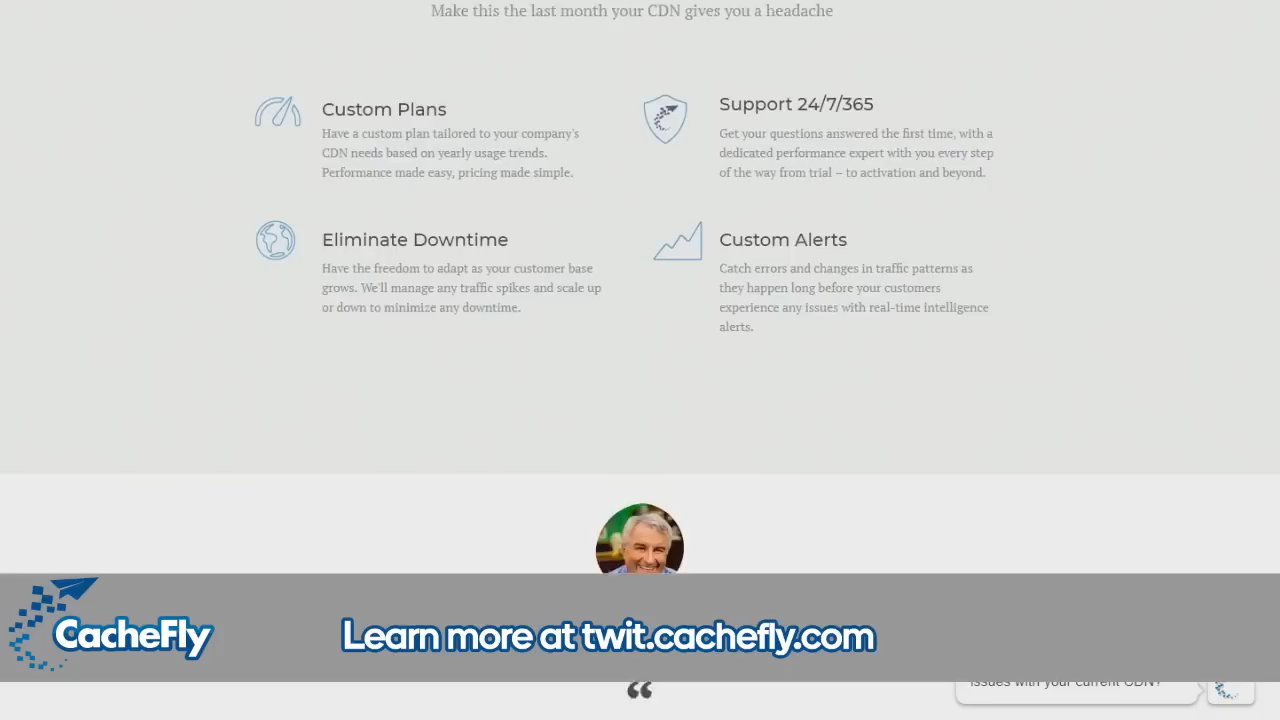 Make this the last month your CDN gives you a headache
Custom Plans
Have a custom plan tailored to your company's
CDN needs based on yearly usage trends.
Performance made easy, pricing made simple.
Support 24/7/365
Get your questions answered the first time, with a
dedicated performance expert with you every step
of the way from trial – to activation and beyond.
Eliminate Downtime
Have the freedom to adapt as your customer base
grows. We'll manage any traffic spikes and scale up
or down to minimize any downtime.
Custom Alerts
Catch errors and changes in traffic patterns as
they happen long before your customers
experience any issues with real-time intelligence
alerts.
CacheFly
Learn more at twit.cachefly.com
“
issues with your current CDN?